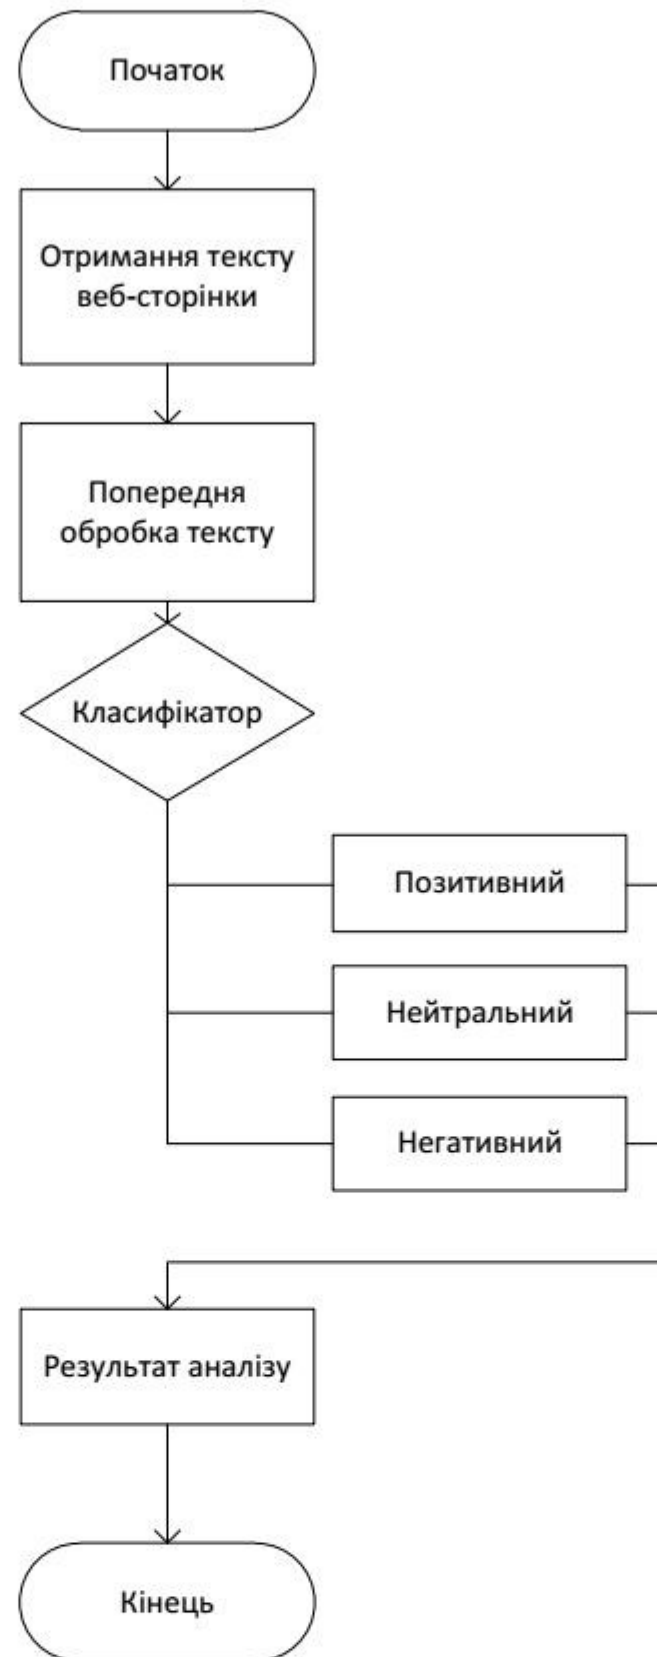 Початок
Отримання тексту
веб-сторінки
Попередня
обробка тексту
Класифікатор
Позитивний
Нейтральний
Негативний
Результат аналізу
Кінець